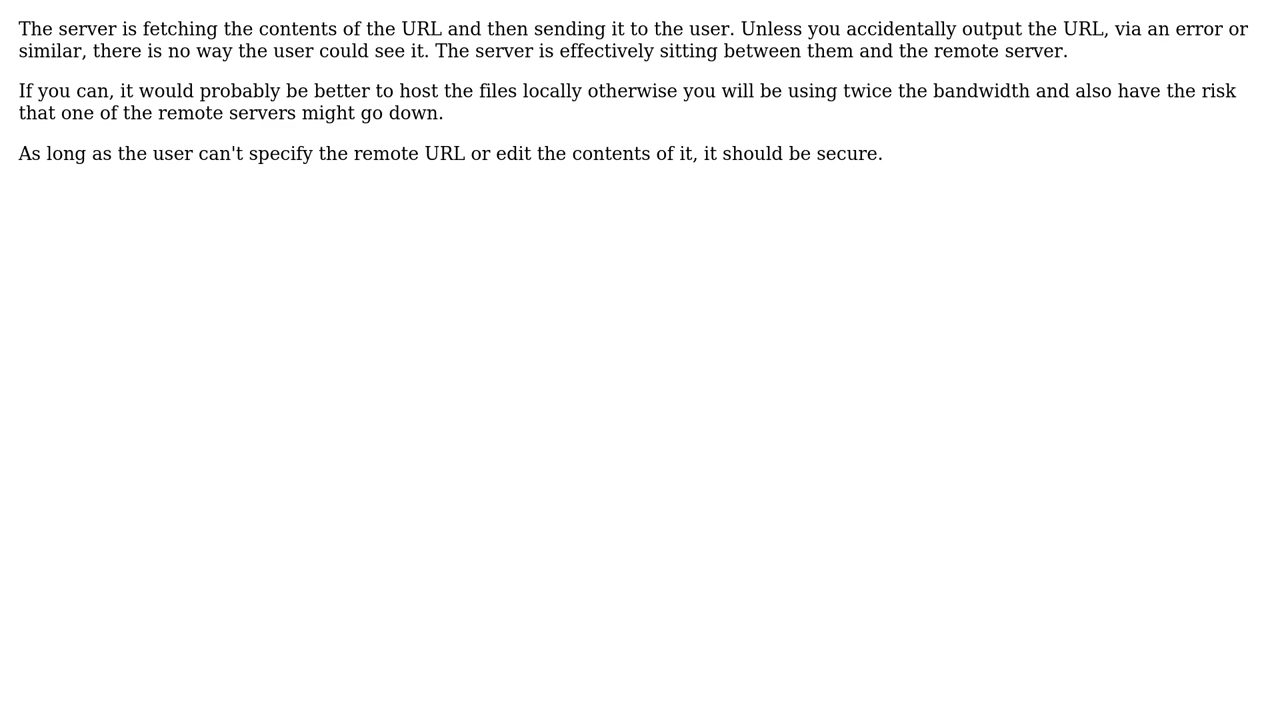 The server is fetching the contents of the URL and then sending it to the user. Unless you accidentally output the URL, via an error or
similar, there is no way the user could see it. The server is effectively sitting between them and the remote server.
If you can, it would probably be better to host the files locally otherwise you will be using twice the bandwidth and also have the risk
that one of the remote servers might go down.
As long as the user can't specify the remote URL or edit the contents of it, it should be secure.